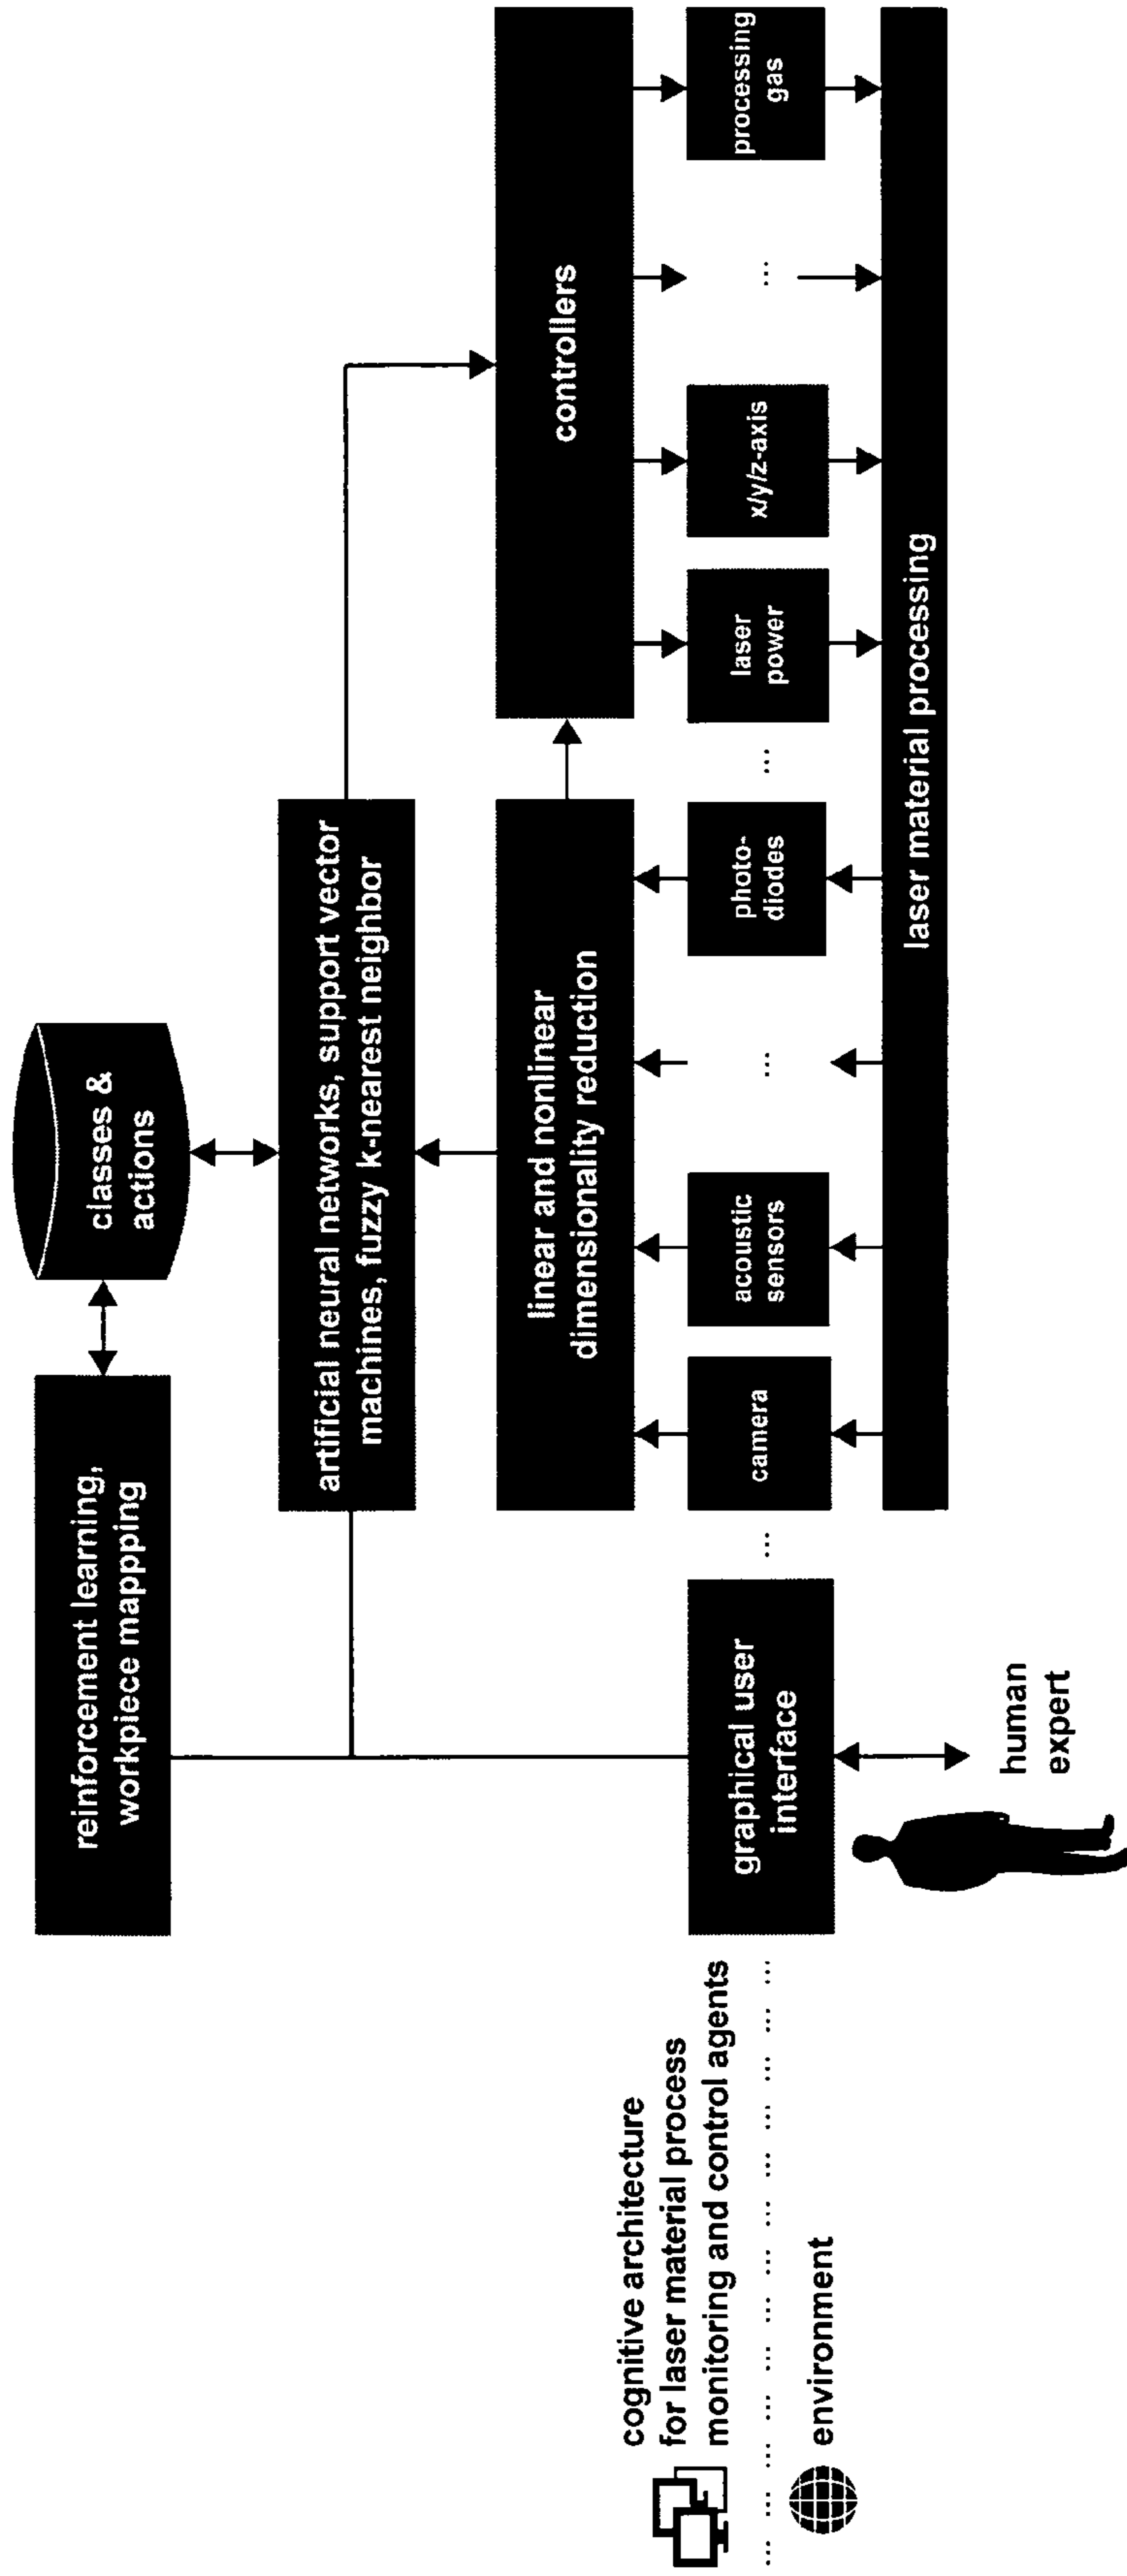 reinforcement learning,
workpiece mappping
classes &
actions
artificial neural networks, support vector
machines, fuzzy k-nearest neighbor
linear and nonlinear
dimensionality reduction
controllers
cognitive architecture
for laser material process
monitoring and control agents
graphical user
interface
...
camera
acoustic
sensors
...
photo-
diodes
...
laser
power
x/y/z-axis
...
processing
gas
... ... ... ... ... ... ... ... ... ... ... ... ...
environment
human
expert
laser material processing